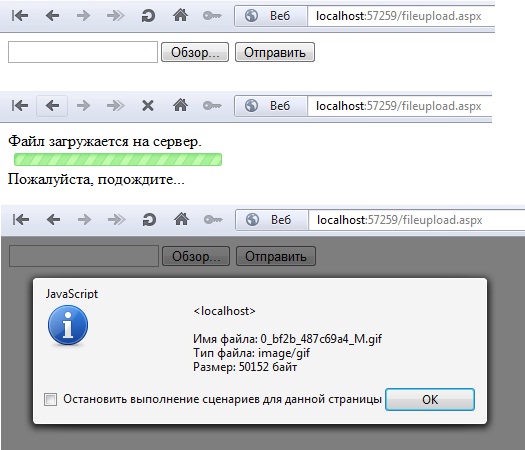 Веб localhost:57259/fileupload.aspx
Обзор... Отправить
Веб localhost:57259/fileupload.aspx
Файл загружается на сервер.
Пожалуйста, подождите...
Веб localhost:57259/fileupload.aspx
Обзор... Отправить
JavaScript
<localhost>
Имя файла: 0_bf2b_487c69a4_M.gif
Тип файла: image/gif
Размер: 50152 байт
Остановить выполнение сценариев для данной страницы OK